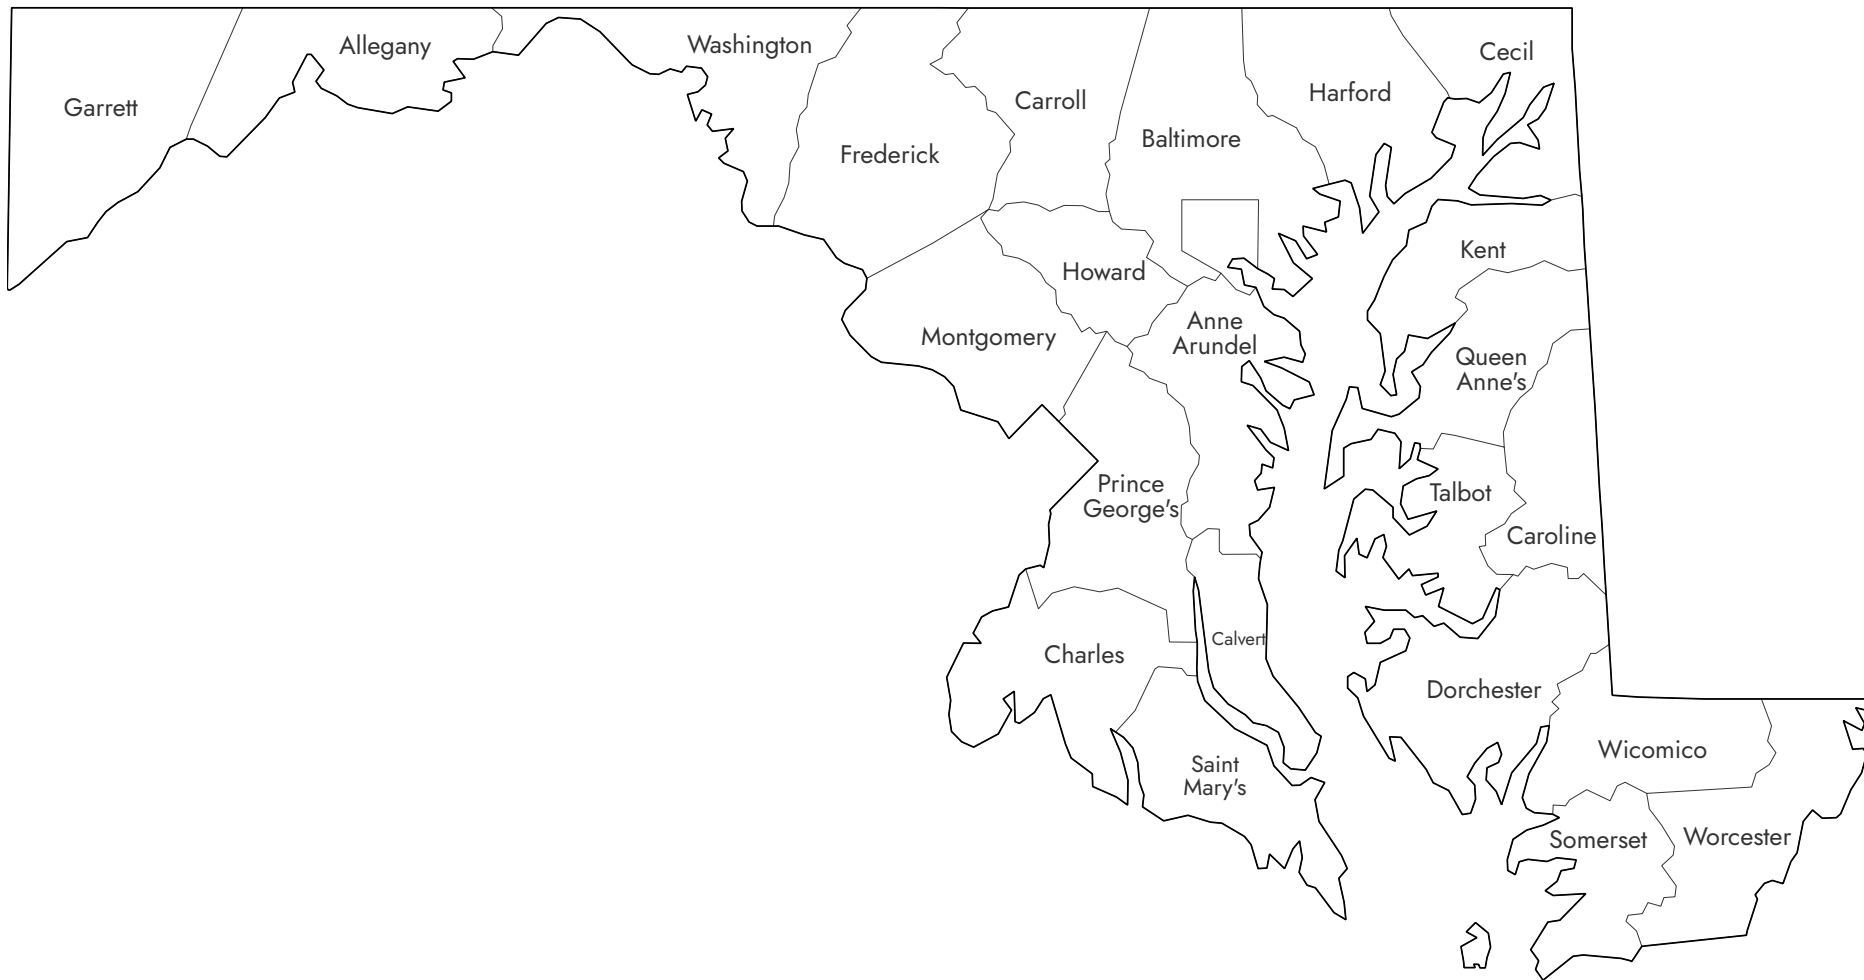 Allegany
Washington
Cecil
Garrett
Carroll
Harford
Frederick
Baltimore
Kent
Howard
Montgomery
Anne
Arundel
Queen
Anne's
Prince
George's
Talbot
Caroline
Calvert
Charles
Dorchester
Wicomico
Saint
Mary's
Somerset
Worcester